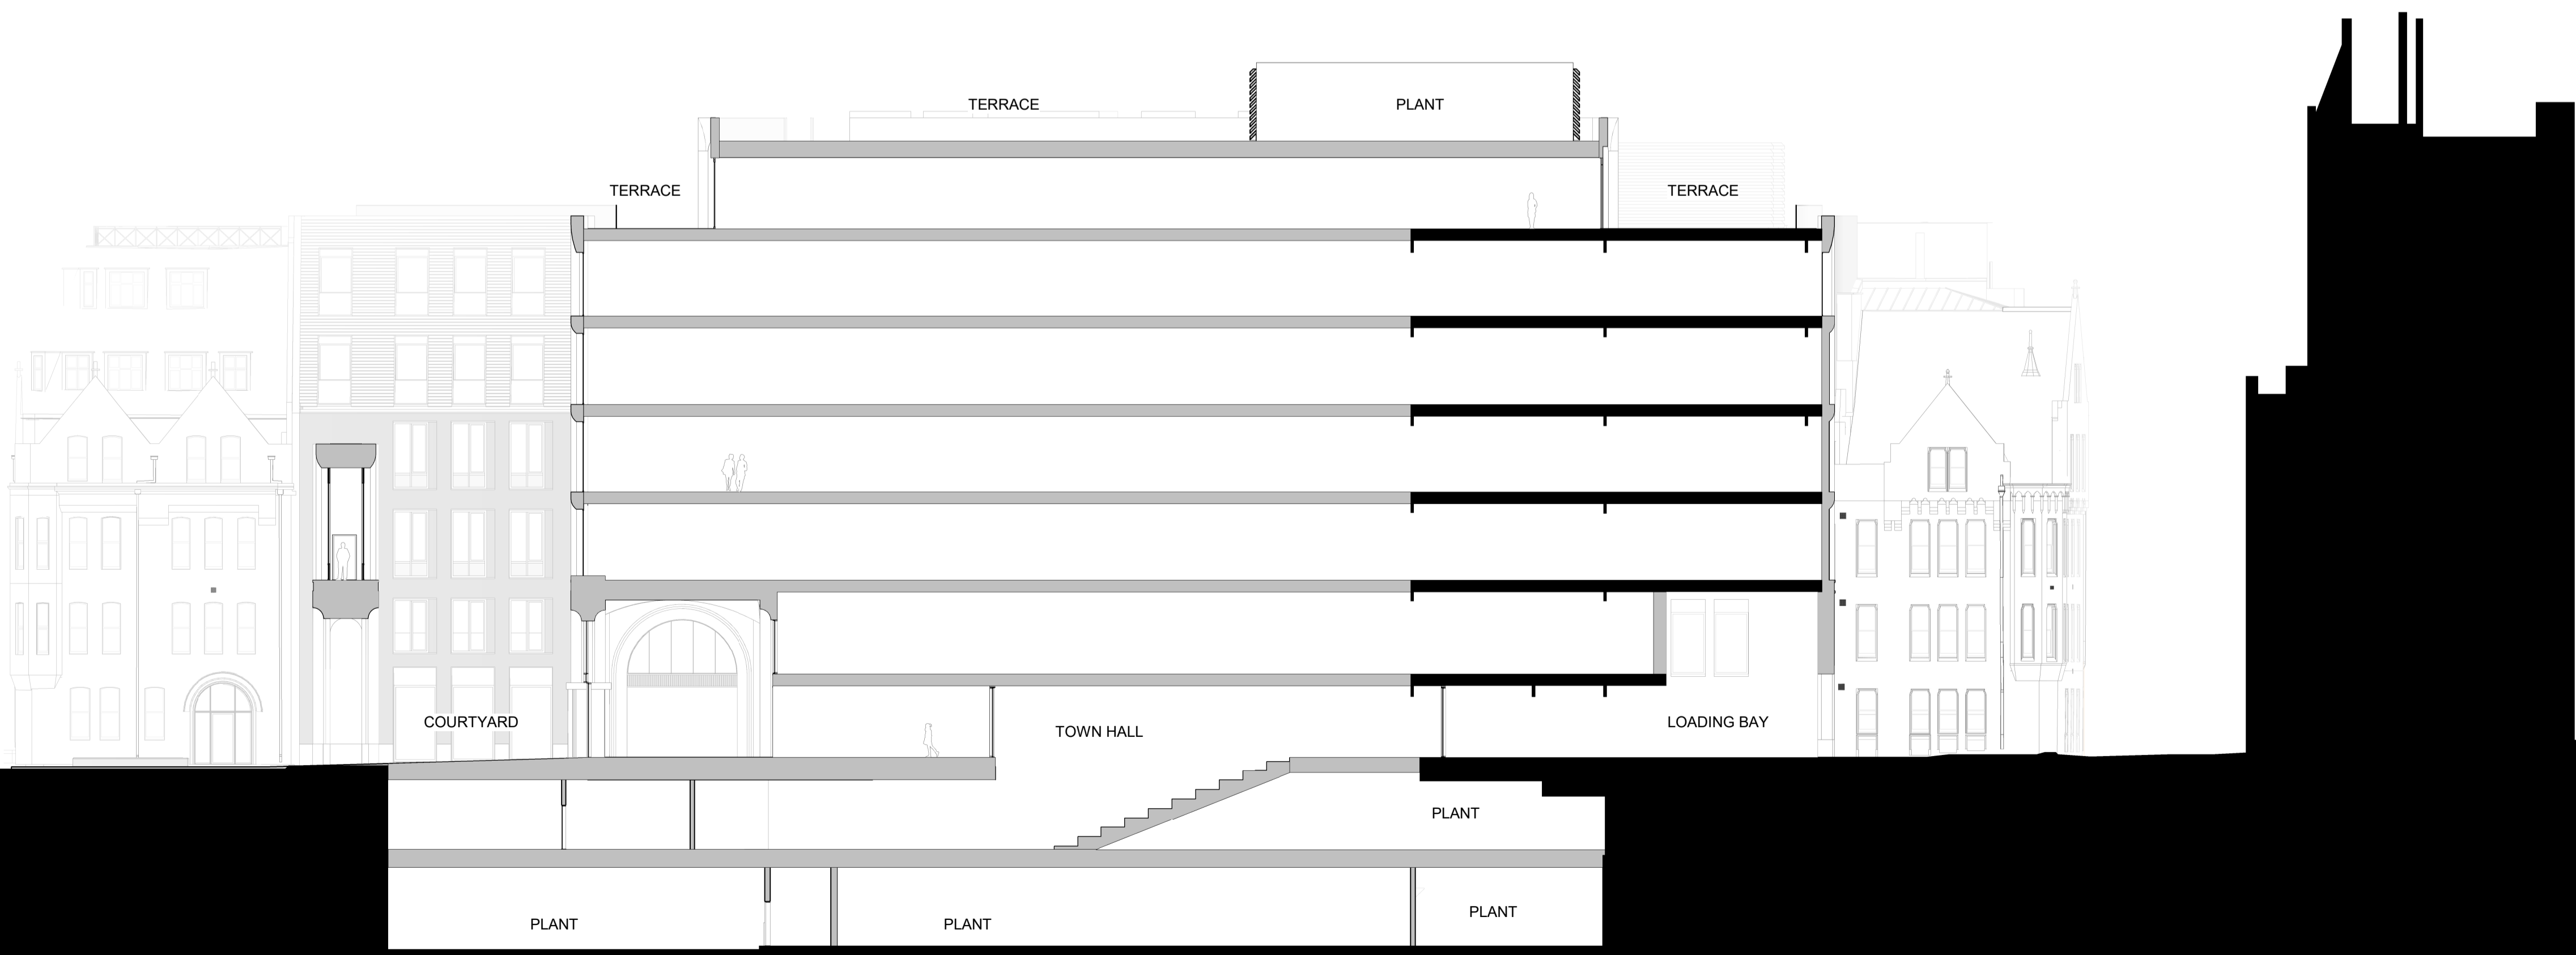 TERRACE
PLANT
TERRACE
TERRACE
COURTYARD
TOWN HALL
LOADING BAY
PLANT
PLANT
PLANT
PLANT